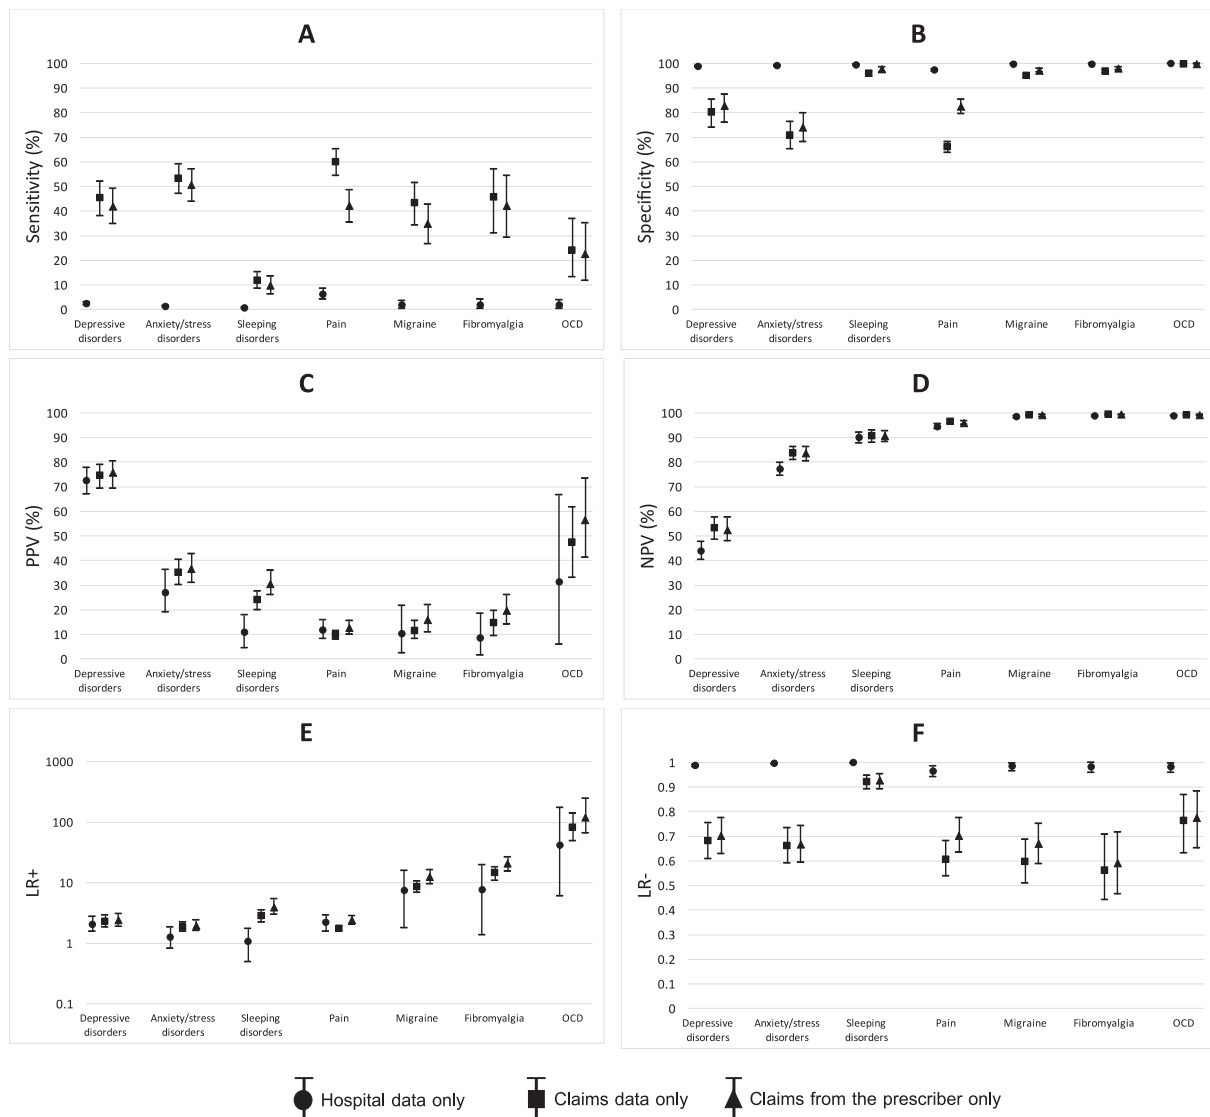 A
100
90
80
70
60
50
40
30
20
10
0
Sensitivity (%)
Depressive disorders
Anxiety/stress disorders
Sleeping disorders
Pain
Migraine
Fibromyalgia
OCD
B
100
90
80
70
60
50
40
30
20
10
0
Specificity (%)
Depressive disorders
Anxiety/stress disorders
Sleeping disorders
Pain
Migraine
Fibromyalgia
OCD
C
100
90
80
70
60
50
40
30
20
10
0
PPV (%)
Depressive disorders
Anxiety/stress disorders
Sleeping disorders
Pain
Migraine
Fibromyalgia
OCD
D
100
90
80
70
60
50
40
30
20
10
0
NPV (%)
Depressive disorders
Anxiety/stress disorders
Sleeping disorders
Pain
Migraine
Fibromyalgia
OCD
E
1000
100
10
1
0.1
LR+
Depressive disorders
Anxiety/stress disorders
Sleeping disorders
Pain
Migraine
Fibromyalgia
OCD
F
1
0.9
0.8
0.7
0.6
0.5
0.4
0.3
0.2
0.1
0
LR-
Depressive disorders
Anxiety/stress disorders
Sleeping disorders
Pain
Migraine
Fibromyalgia
OCD
Hospital data only
Claims data only
Claims from the prescriber only